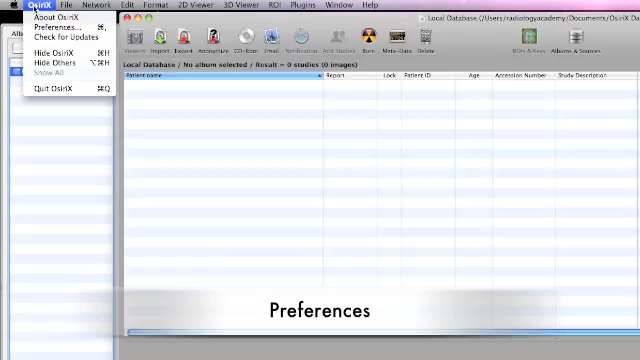 OsiriX File Network Edit Format 2D Viewer 3D Viewer ROI Plugins Window Help
About OsiriX
Preferences... ⌘,
Check for Updates
Hide OsiriX ⌘H
Hide Others ⌥⌘H
Show All
Quit OsiriX ⌘Q
Local Database (/Users/radiologyacademy/Documents/OsiriX Da
Viewers Import Export Anonymize CD-Rom Email Nonification Add Studies Burn Meta-Data Delete ROIs & Keys Albums & Sources
Local Database / No album selected / Result = 0 studies (0 images)
Patient name Report Lock Patient ID Age Accession Number Study Description
Preferences